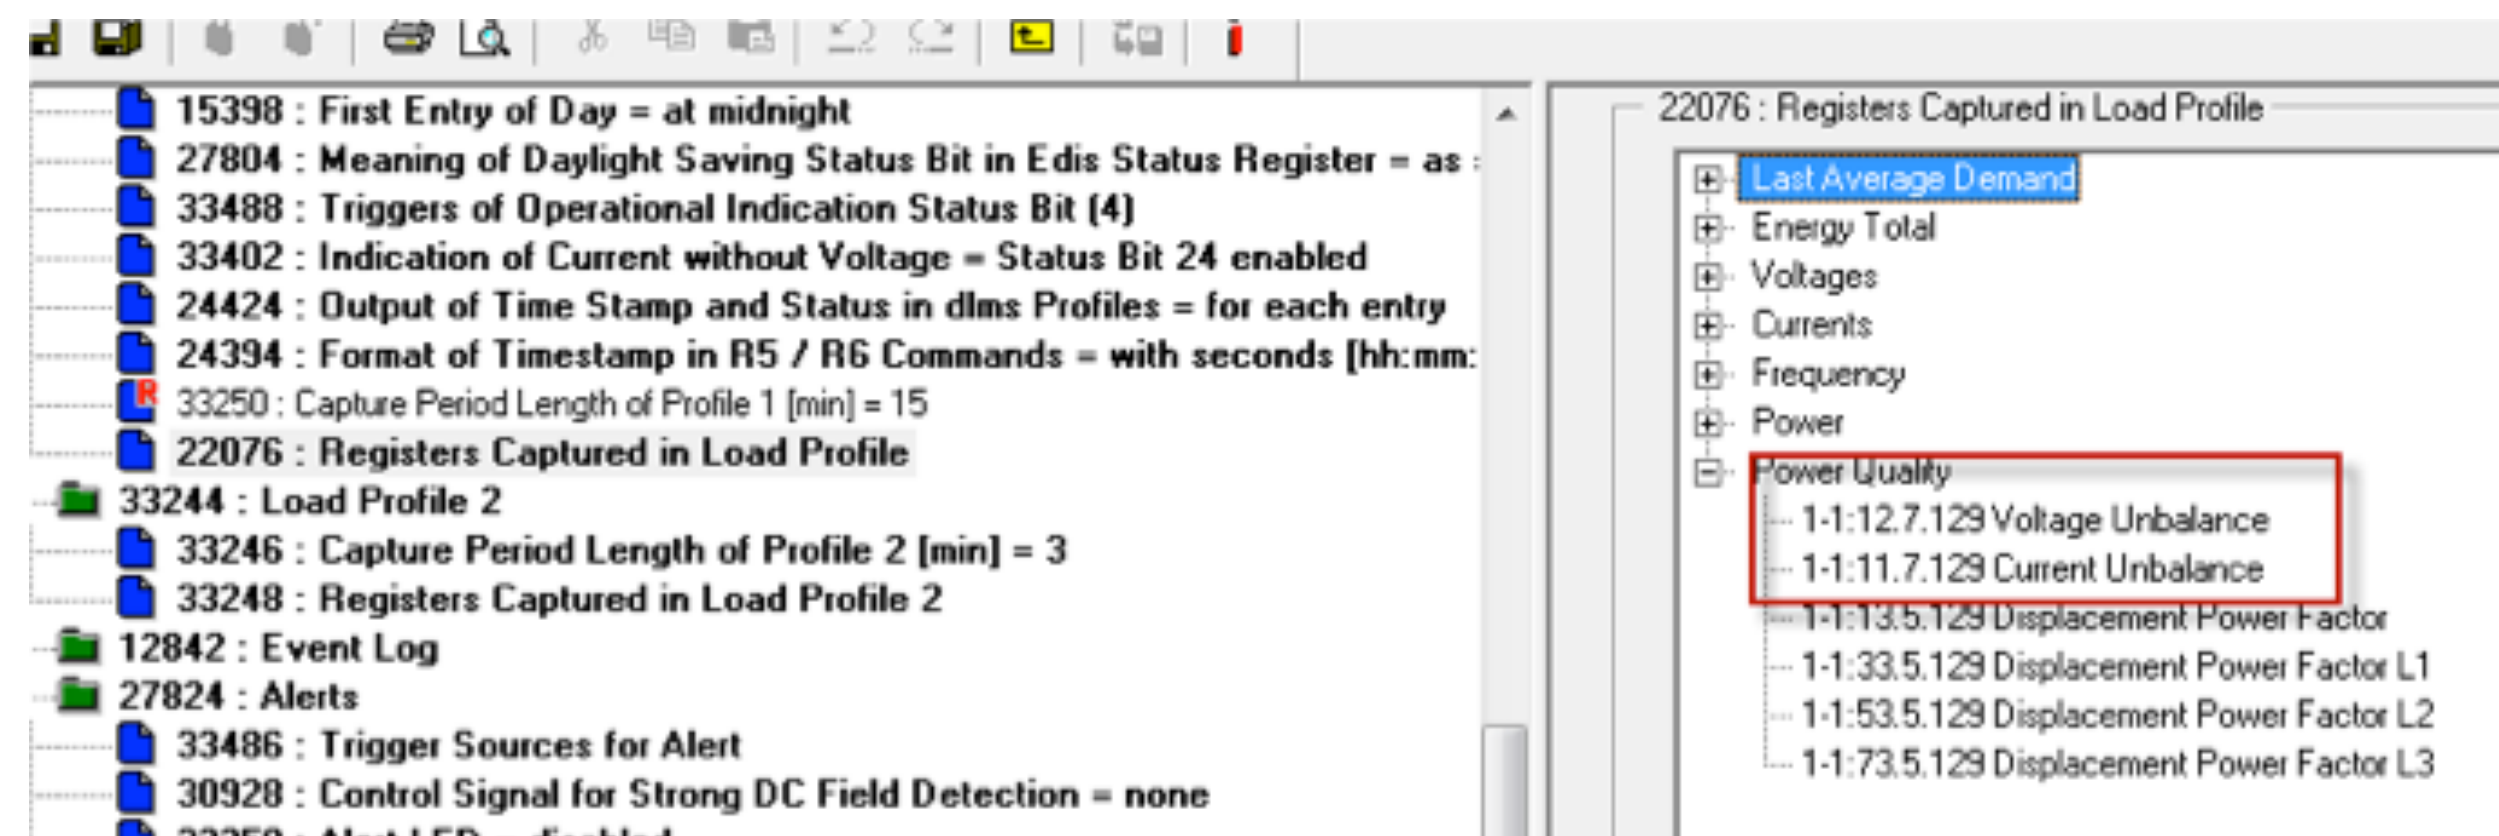 15398 : First Entry of Day = at midnight
27804 : Meaning of Daylight Saving Status Bit in Edis Status Register = as
33488 : Triggers of Operational Indication Status Bit (4)
33402 : Indication of Current without Voltage = Status Bit 24 enabled
24424 : Output of Time Stamp and Status in dlms Profiles = for each entry
24394 : Format of Timestamp in R5 / R6 Commands = with seconds [hh:mm:
33250 : Capture Period Length of Profile 1 [min] = 15
22076 : Registers Captured in Load Profile
33244 : Load Profile 2
33246 : Capture Period Length of Profile 2 [min] = 3
33248 : Registers Captured in Load Profile 2
12842 : Event Log
27824 : Alerts
33486 : Trigger Sources for Alert
30928 : Control Signal for Strong DC Field Detection = none
22076 : Registers Captured in Load Profile
Last Average Demand
Energy Total
Voltages
Currents
Frequency
Power
Power Quality
1-1:12.7.129 Voltage Unbalance
1-1:11.7.129 Current Unbalance
1-1:13.5.129 Displacement Power Factor
1-1:33.5.129 Displacement Power Factor L1
1-1:53.5.129 Displacement Power Factor L2
1-1:73.5.129 Displacement Power Factor L3